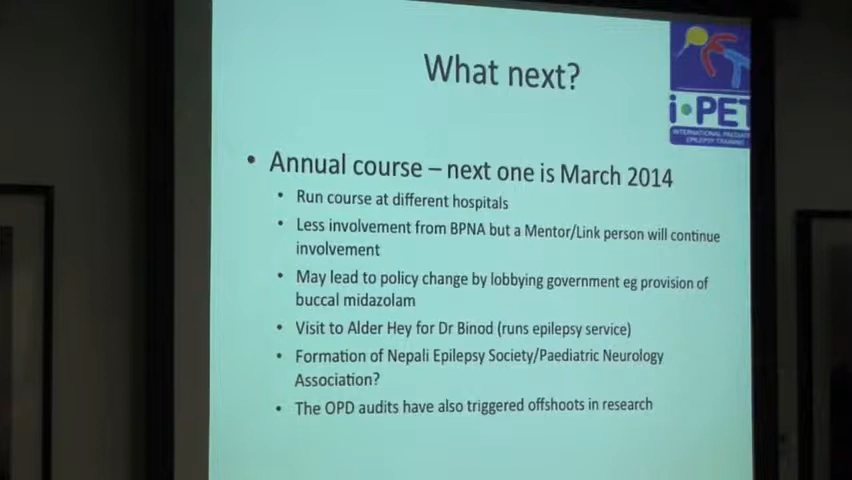 What next?
i•PET
INTERNATIONAL PAEDIATRIC
EPILEPSY TRAINING
• Annual course – next one is March 2014
• Run course at different hospitals
• Less involvement from BPNA but a Mentor/Link person will continue
involvement
• May lead to policy change by lobbying government eg provision of
buccal midazolam
• Visit to Alder Hey for Dr Binod (runs epilepsy service)
• Formation of Nepali Epilepsy Society/Paediatric Neurology
Association?
• The OPD audits have also triggered offshoots in research